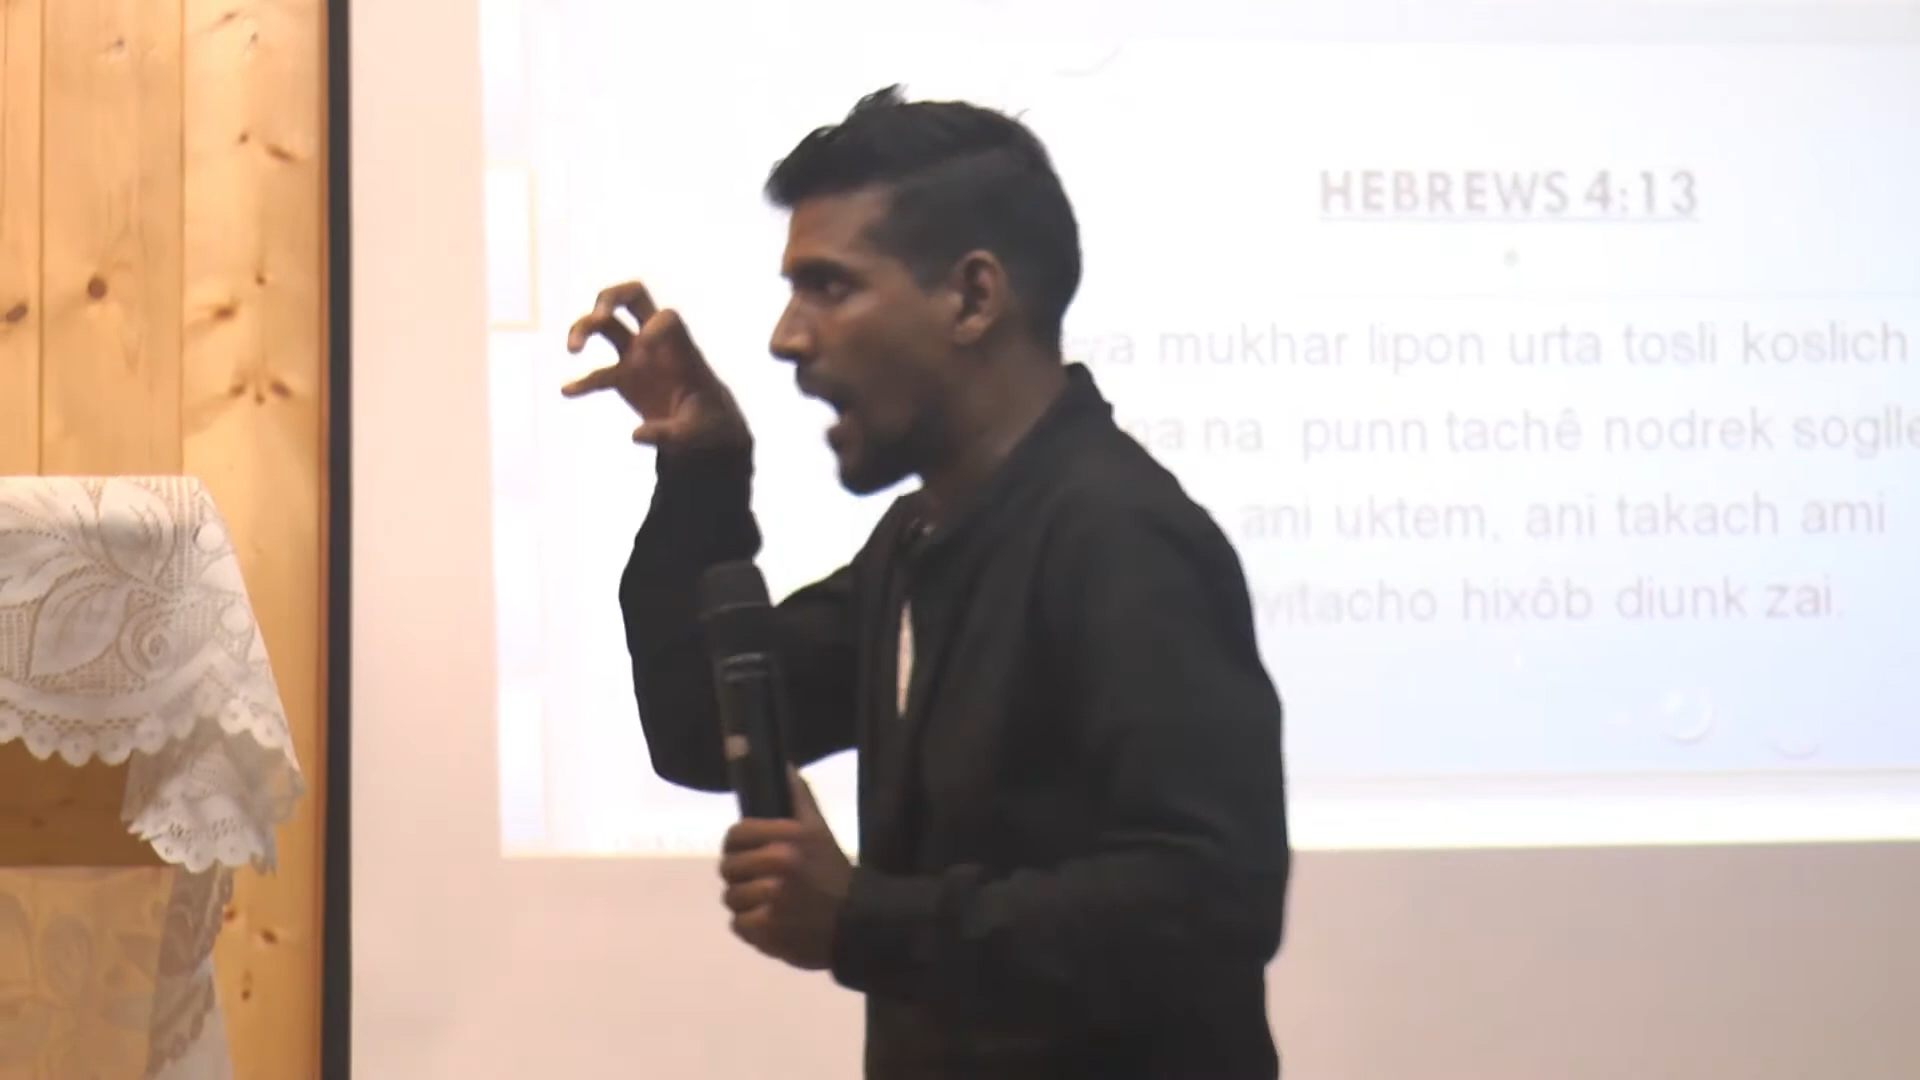 HEBREWS 4:13
mukhar lipon urta tosli koslich
na punn tachê nodrek
ani uktem, ani takach ami
hixôb diunk zai.